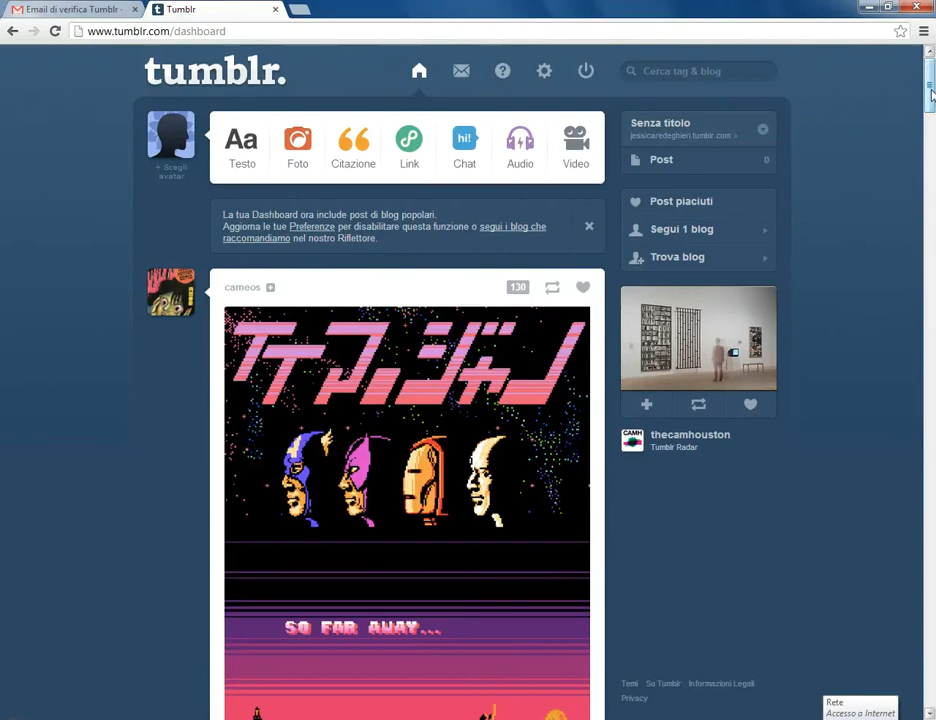 Email di verifica Tumblr -
Tumblr
www.tumblr.com/dashboard
tumblr.
Cerca tag & blog
Aa
Testo
Foto
Citazione
Link
hi!
Chat
Audio
Video
+ Scegli
avatar
Senza titolo
jessicaredeghieri.tumblr.com »
Post
0
La tua Dashboard ora include post di blog popolari.
Aggiorna le tue Preferenze per disabilitare questa funzione o segui i blog che
raccomandiamo nel nostro Riflettore.
Post piaciuti
Segui 1 blog
Trova blog
cameos
130
SO FAR AWAY...
CAMH
thecamhouston
Tumblr Radar
Temi Su Tumblr Informazioni Legali
Privacy
Rete
Accesso a Internet